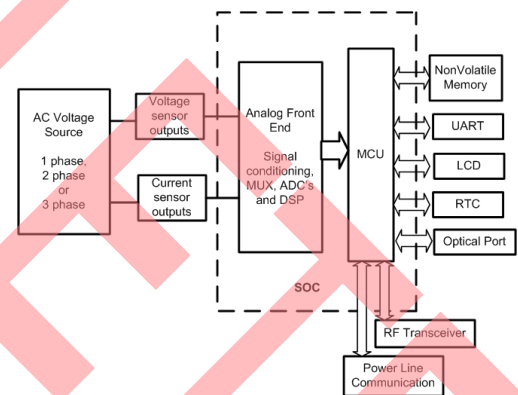 AC Voltage
Source
1 phase,
2 phase
or
3 phase
Voltage
sensor
outputs
Current
sensor
outputs
Analog Front
End
Signal
conditioning,
MUX, ADC's
and DSP
MCU
SOC
NonVolatile
Memory
UART
LCD
RTC
Optical Port
RF Transceiver
Power Line
Communication